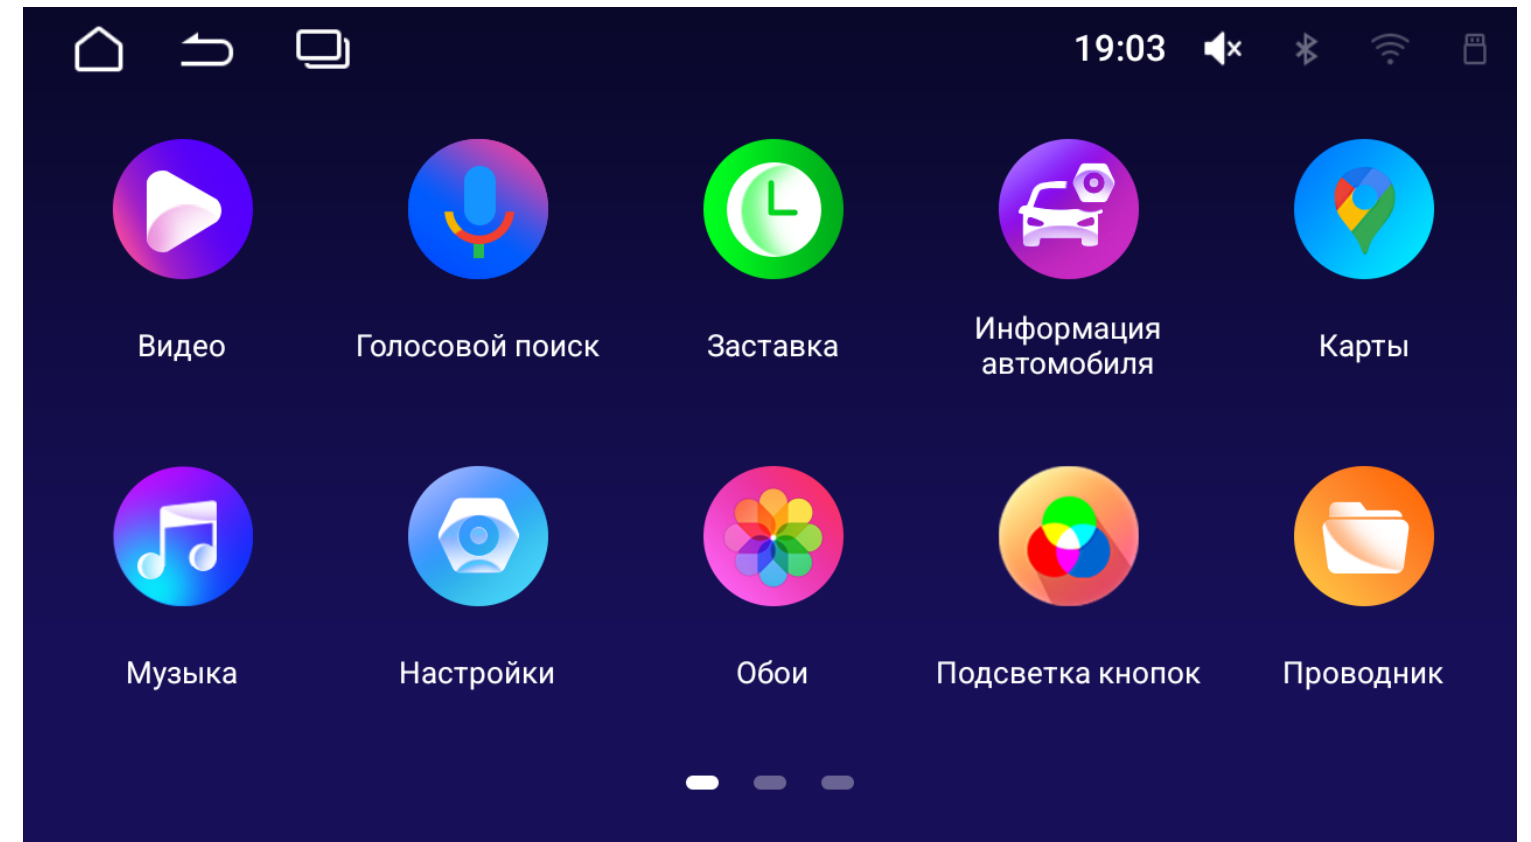 19:03
Видео
Голосовой поиск
Заставка
Информация
автомобиля
Карты
Музыка
Настройки
Обои
Подсветка кнопок
Проводник